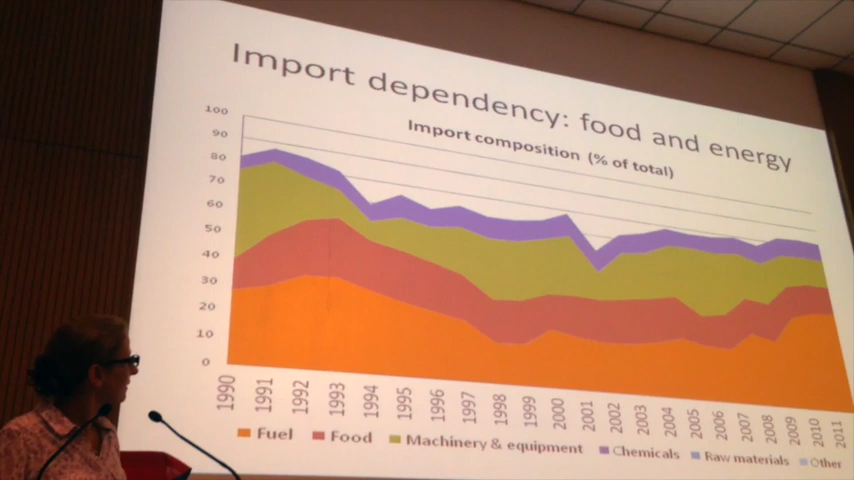 Import dependency: food and energy
Import composition (% of total)
100
90
80
70
60
50
40
30
20
10
0
1990 1991 1992 1993 1994 1995 1996 1997 1998 1999 2000 2001 2002 2003 2004 2005 2006 2007 2008 2009 2010 2011
Fuel Food Machinery & equipment Chemicals Raw materials Other